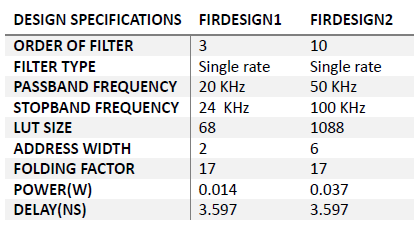 DESIGN SPECIFICATIONS FIRDESIGN1 FIRDESIGN2
ORDER OF FILTER 3 10
FILTER TYPE Single rate Single rate
PASSBAND FREQUENCY 20 KHz 50 KHz
STOPBAND FREQUENCY 24 KHz 100 KHz
LUT SIZE 68 1088
ADDRESS WIDTH 2 6
FOLDING FACTOR 17 17
POWER(W) 0.014 0.037
DELAY(NS) 3.597 3.597